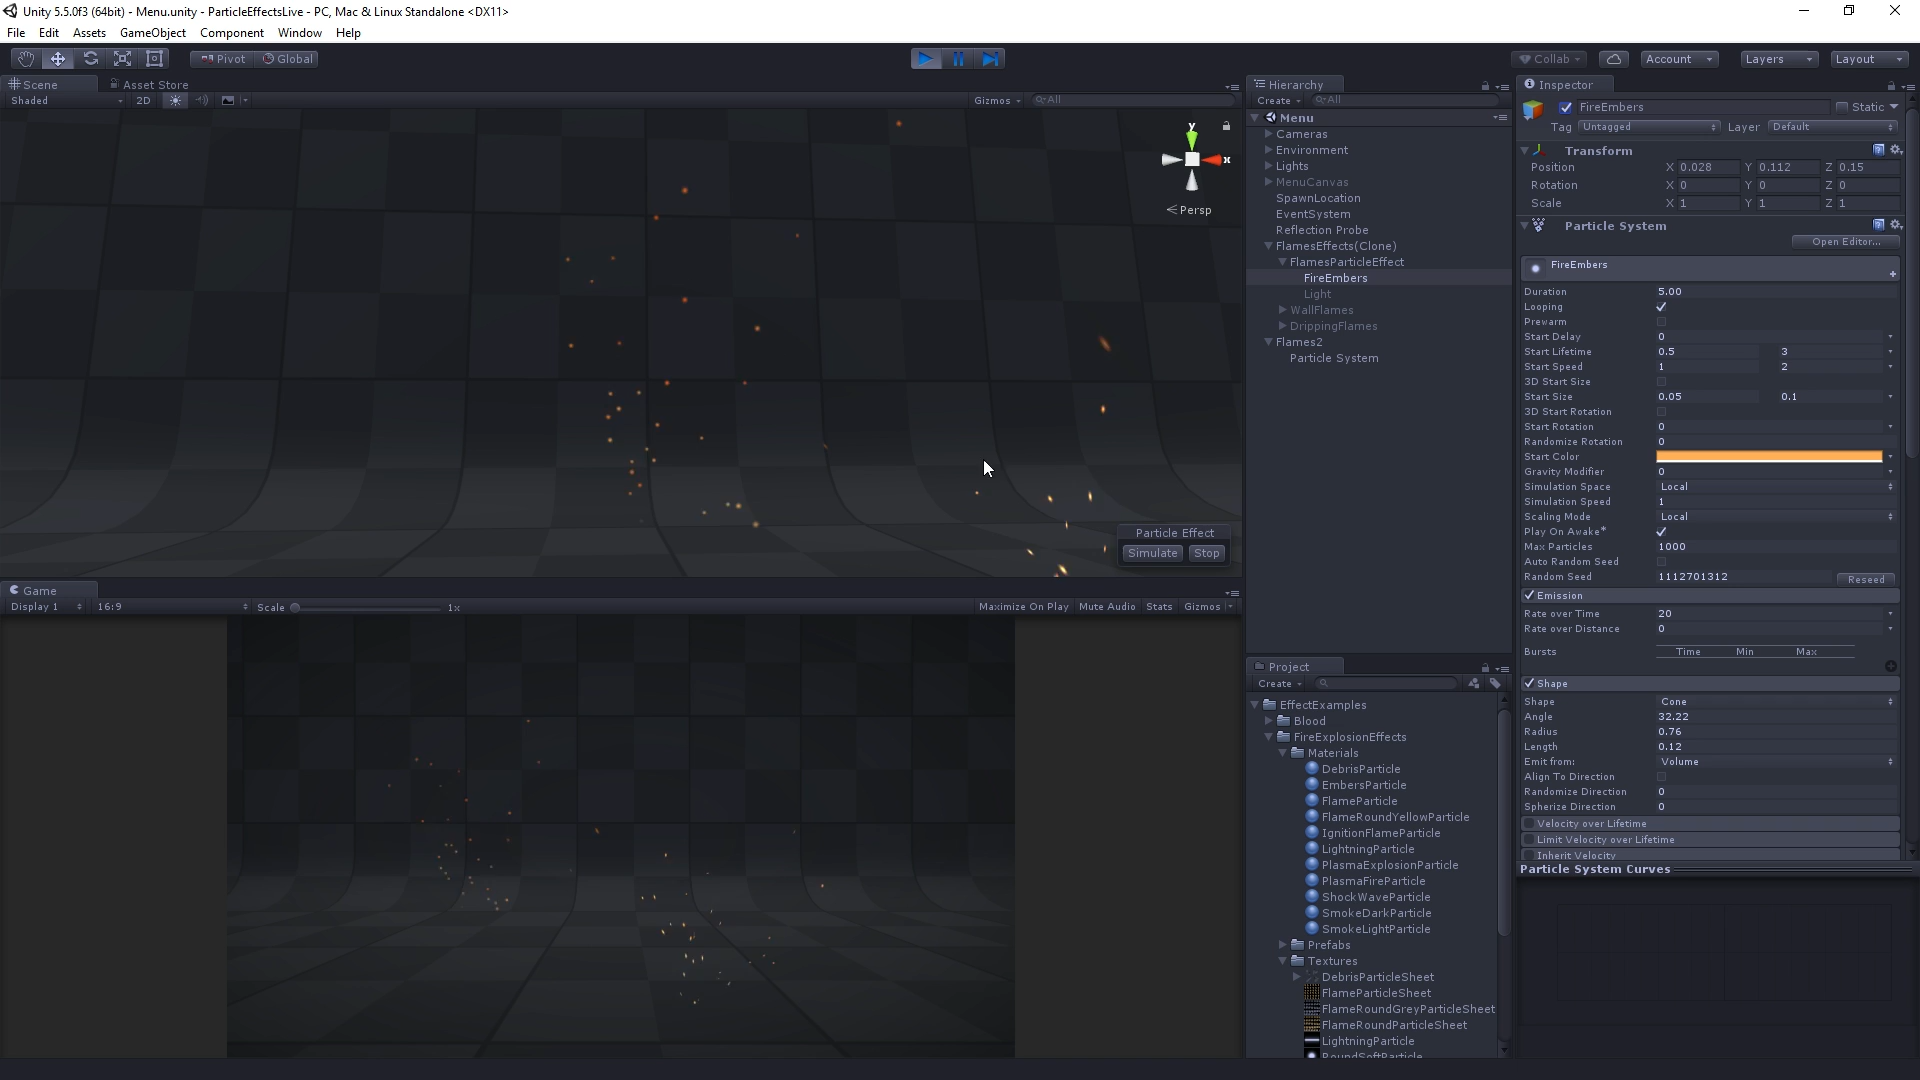 Unity 5.5.0f3 (64bit) - Menu.unity - ParticleEffectsLive - PC, Mac & Linux Standalone <DX11>
File Edit Assets GameObject Component Window Help
Pivot Global Collab Account Layers Layout
Scene Asset Store
Shaded 2D Gizmos All
y
x
Persp
Particle Effect
Simulate Stop
Game
Display 1 16:9 Scale 1x Maximize On Play Mute Audio Stats Gizmos
Hierarchy
Create All
Menu
Cameras
Environment
Lights
MenuCanvas
SpawnLocation
EventSystem
Reflection Probe
FlamesEffects(Clone)
FlamesParticleEffect
FireEmbers
Light
WallFlames
DrippingFlames
Flames2
Particle System
Project
Create
EffectExamples
Blood
FireExplosionEffects
Materials
DebrisParticle
EmbersParticle
FlameParticle
FlameRoundYellowParticle
IgnitionFlameParticle
LightningParticle
PlasmaExplosionParticle
PlasmaFireParticle
ShockWaveParticle
SmokeDarkParticle
SmokeLightParticle
Prefabs
Textures
DebrisParticleSheet
FlameParticleSheet
FlameRoundGreyParticleSheet
FlameRoundParticleSheet
LightningParticle
RoundSoftParticle
Inspector
FireEmbers Static
Tag Untagged Layer Default
Transform
Position X 0.028 Y 0.112 Z 0.15
Rotation X 0 Y 0 Z 0
Scale X 1 Y 1 Z 1
Particle System
Open Editor...
FireEmbers
Duration 5.00
Looping
Prewarm
Start Delay 0
Start Lifetime 0.5 3
Start Speed 1 2
3D Start Size
Start Size 0.05 0.1
3D Start Rotation
Start Rotation 0
Randomize Rotation 0
Start Color
Gravity Modifier 0
Simulation Space Local
Simulation Speed 1
Scaling Mode Local
Play On Awake*
Max Particles 1000
Auto Random Seed
Random Seed 1112701312 Reseed
Emission
Rate over Time 20
Rate over Distance 0
Bursts Time Min Max
Shape
Shape Cone
Angle 32.22
Radius 0.76
Length 0.12
Emit from: Volume
Align To Direction
Randomize Direction 0
Spherize Direction 0
Velocity over Lifetime
Limit Velocity over Lifetime
Inherit Velocity
Particle System Curves